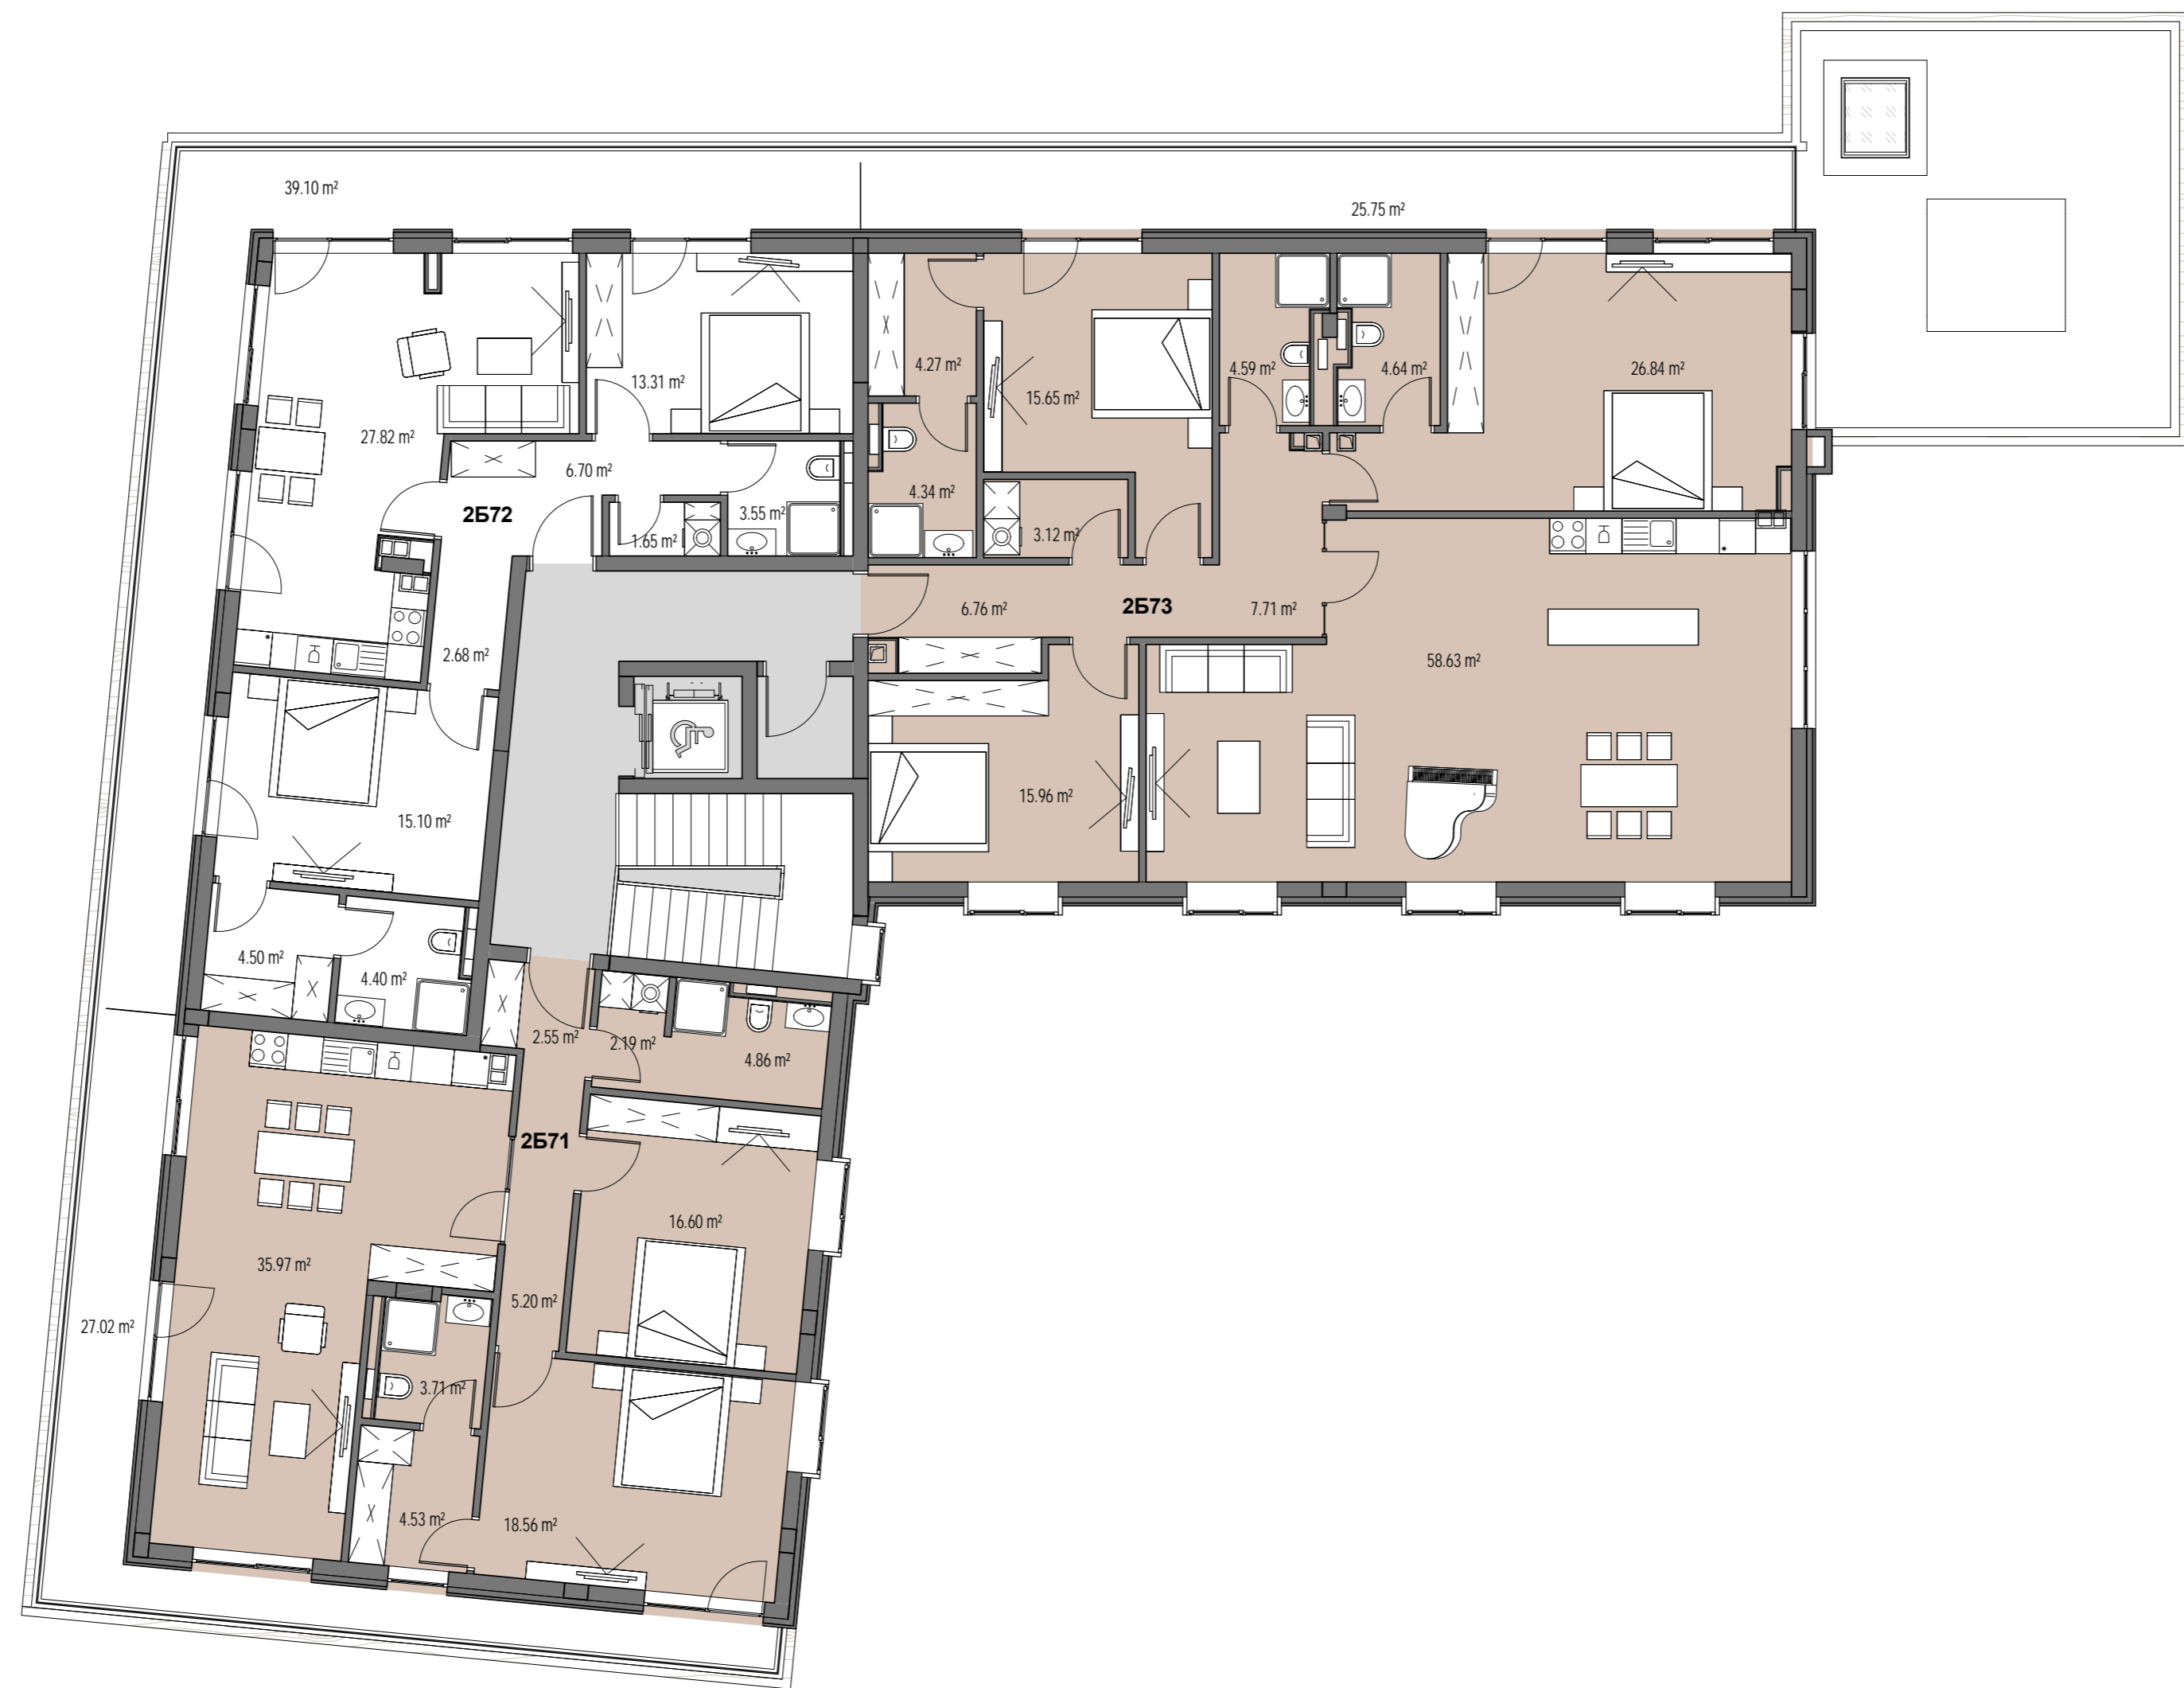 39.10 m²
25.75 m²
13.31 m²
4.27 m²
15.65 m²
4.59 m²
4.64 m²
26.84 m²
27.82 m²
6.70 m²
4.34 m²
2Б72
3.55 m²
1.65 m²
3.12 m²
6.76 m²
2Б73
7.71 m²
2.68 m²
58.63 m²
15.96 m²
15.10 m²
4.50 m²
4.40 m²
2.55 m²
2.19 m²
4.86 m²
2Б71
16.60 m²
35.97 m²
5.20 m²
27.02 m²
3.71 m²
4.53 m²
18.56 m²